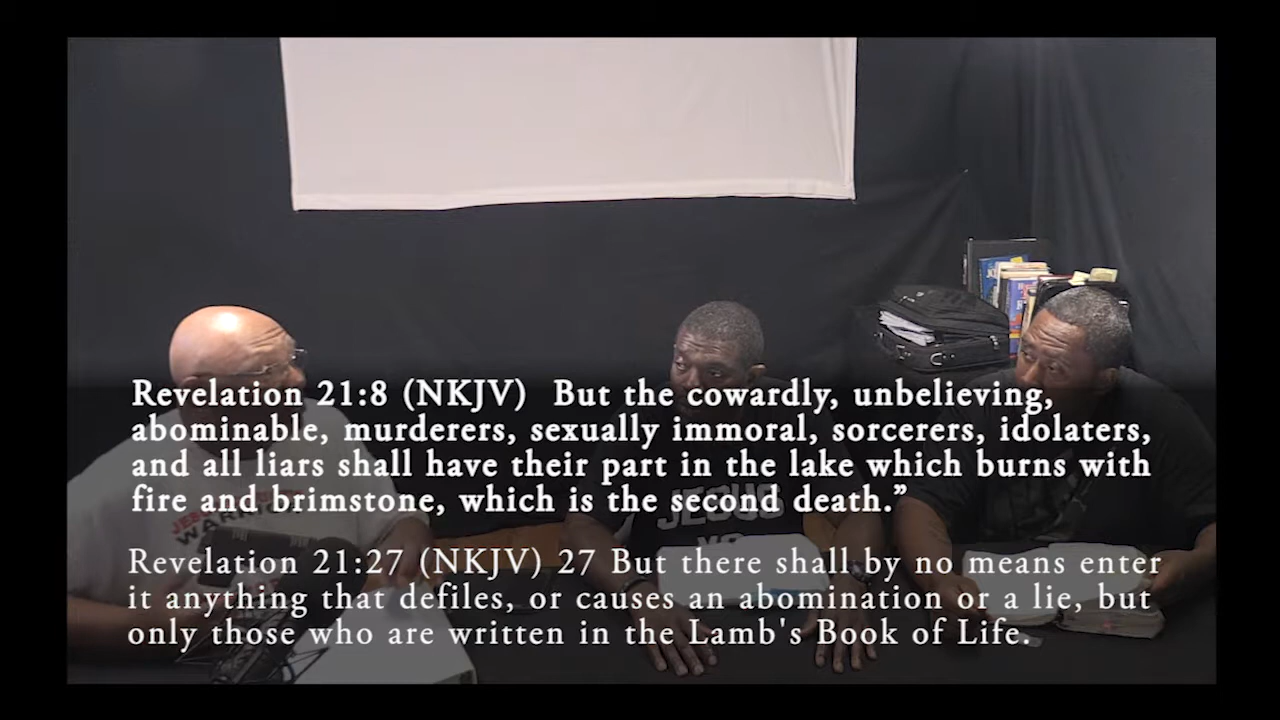 Revelation 21:8 (NKJV) But the cowardly, unbelieving,
abominable, murderers, sexually immoral, sorcerers, idolaters,
and all liars shall have their part in the lake which burns with
fire and brimstone, which is the second death.”
Revelation 21:27 (NKJV) 27 But there shall by no means enter
it anything that defiles, or causes an abomination or a lie, but
only those who are written in the Lamb's Book of Life.
JESUS